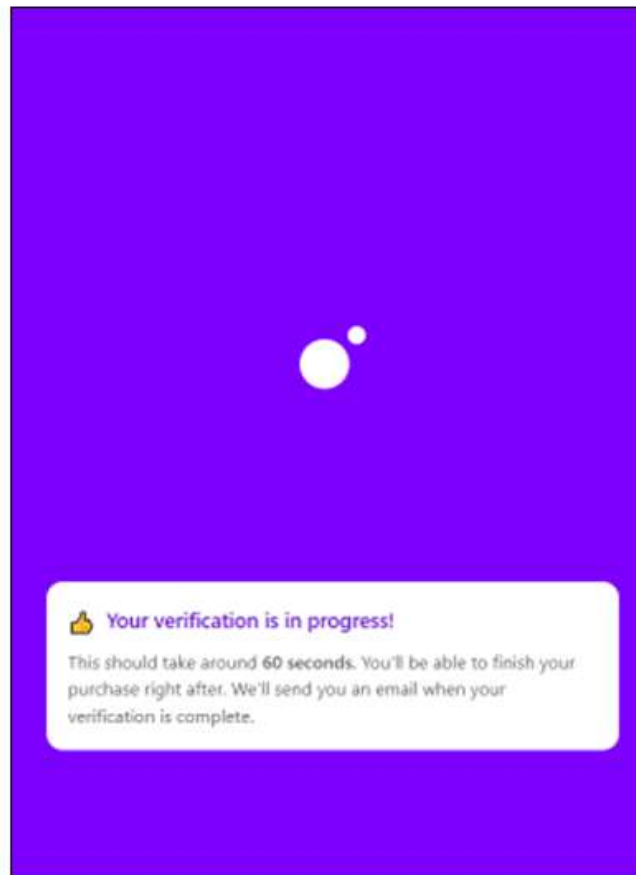 👍 Your verification is in progress!
This should take around 60 seconds. You'll be able to finish your
purchase right after. We'll send you an email when your
verification is complete.